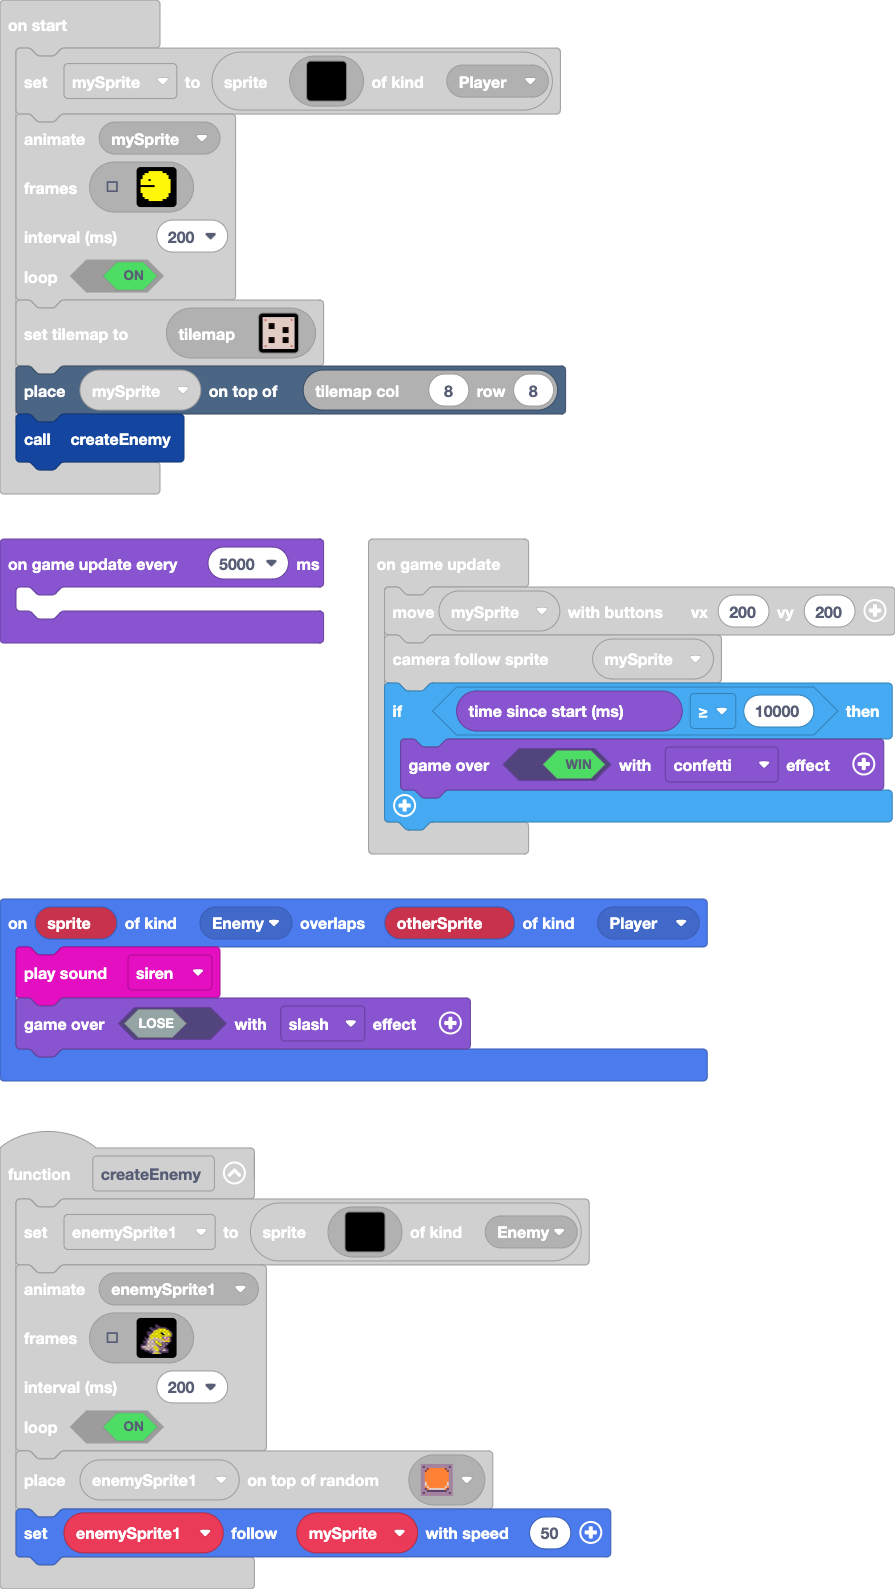 on start
set mySprite to sprite of kind Player
animate mySprite
frames
interval (ms) 200
loop ON
set tilemap to tilemap
place mySprite on top of tilemap col 8 row 8
call createEnemy
on game update every 5000 ms
on game update
move mySprite with buttons vx 200 vy 200
camera follow sprite mySprite
if time since start (ms) ≥ 10000 then
game over WIN with confetti effect
on sprite of kind Enemy overlaps otherSprite of kind Player
play sound siren
game over LOSE with slash effect
function createEnemy
set enemySprite1 to sprite of kind Enemy
animate enemySprite1
frames
interval (ms) 200
loop ON
place enemySprite1 on top of random
set enemySprite1 follow mySprite with speed 50